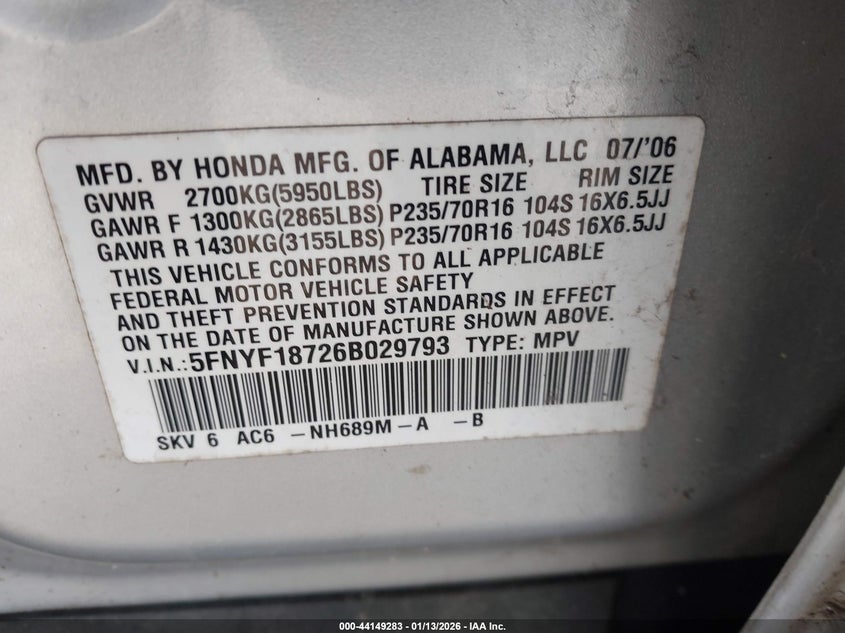 MFD. BY HONDA MFG. OF ALABAMA, LLC 07/'06
GVWR 2700KG(5950LBS) TIRE SIZE RIM SIZE
GAWR F 1300KG(2865LBS) P235/70R16 104S 16X6.5JJ
GAWR R 1430KG(3155LBS) P235/70R16 104S 16X6.5JJ
THIS VEHICLE CONFORMS TO ALL APPLICABLE
FEDERAL MOTOR VEHICLE SAFETY
AND THEFT PREVENTION STANDARDS IN EFFECT
ON THE DATE OF MANUFACTURE SHOWN ABOVE.
V.I.N.:5FNYF18726B029793 TYPE: MPV
SKV 6 AC6 -NH689M-A -B
000-44149283 - 01/13/2026 - IAA Inc.